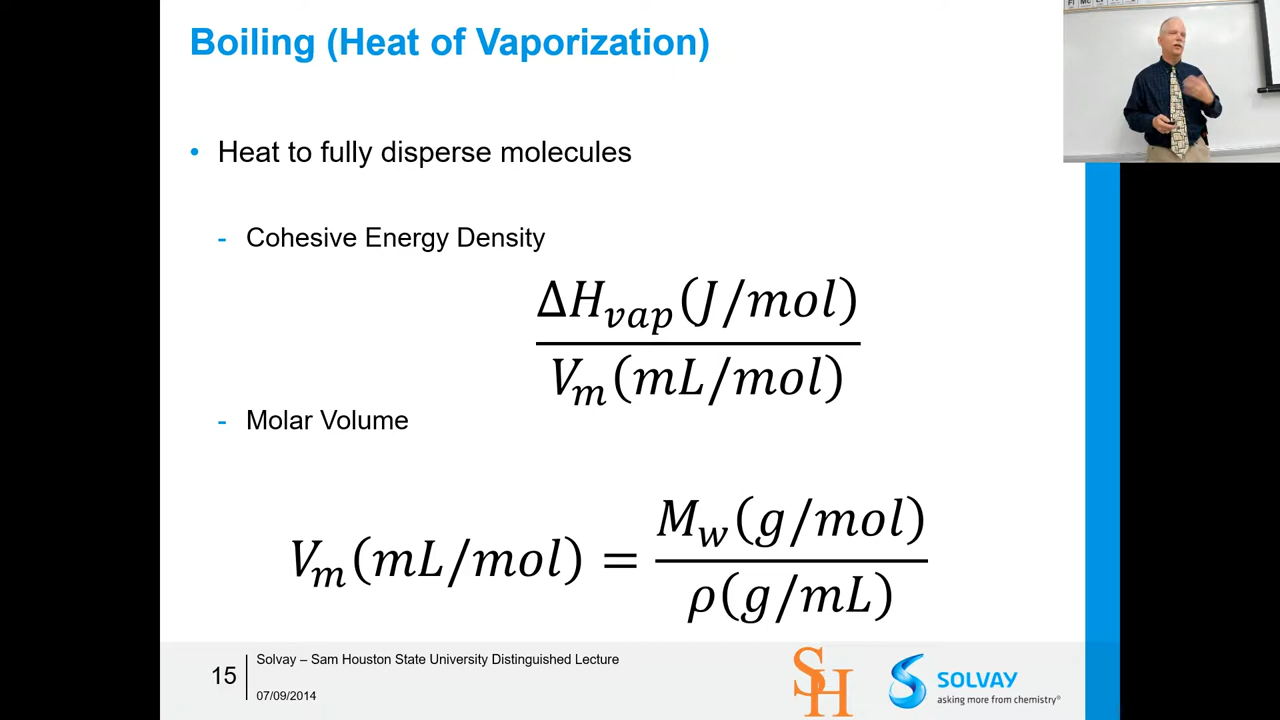 Boiling (Heat of Vaporization)
• Heat to fully disperse molecules
- Cohesive Energy Density
ΔH_vap(J/mol)
V_m(mL/mol)
- Molar Volume
V_m(mL/mol) = M_w(g/mol)
ρ(g/mL)
15
Solvay – Sam Houston State University Distinguished Lecture
07/09/2014
SH
SOLVAY
asking more from chemistry®